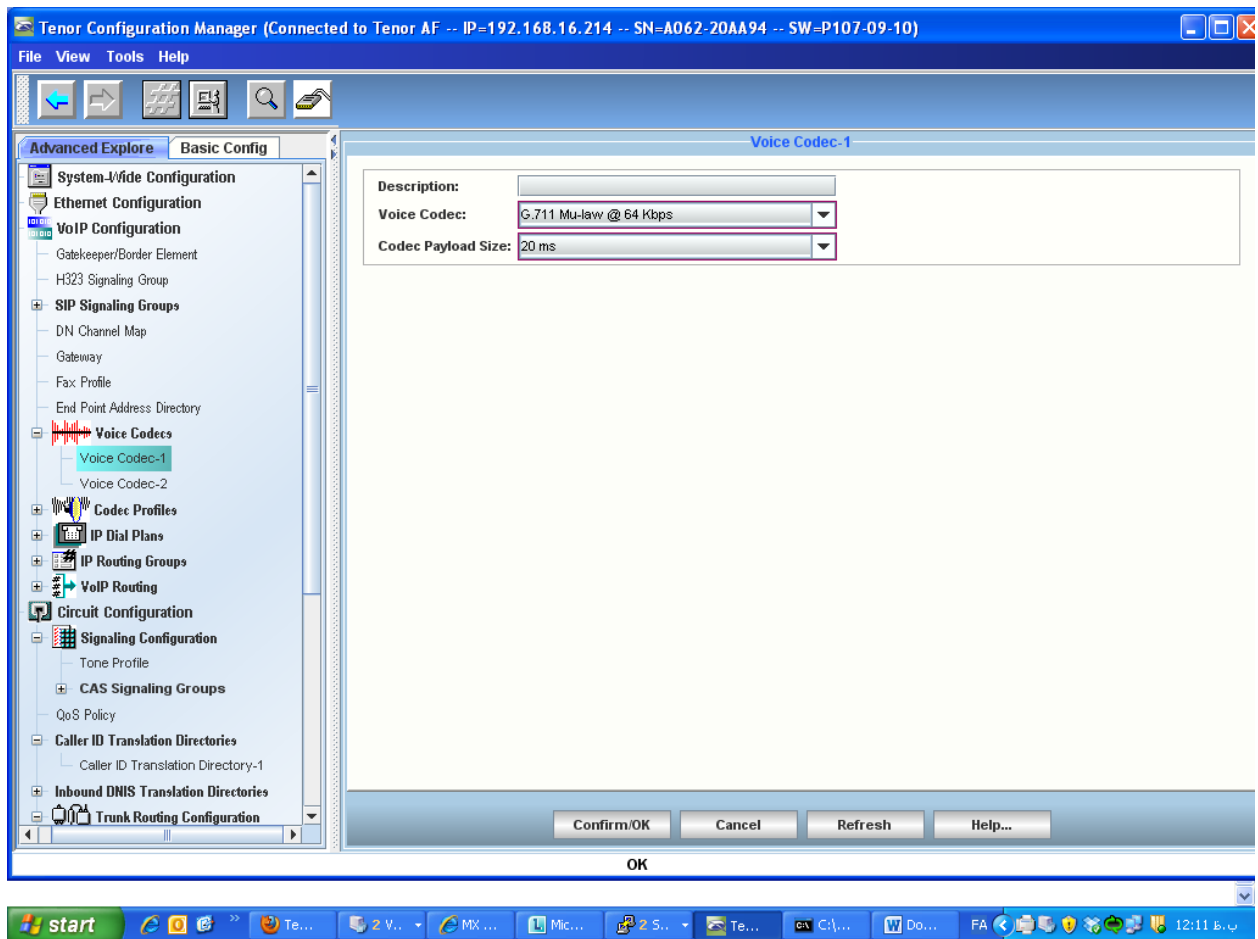 Tenor Configuration Manager (Connected to Tenor AF -- IP=192.168.16.214 -- SN=A062-20AA94 -- SW=P107-09-10)
File View Tools Help
Advanced Explore Basic Config
System-Wide Configuration
Ethernet Configuration
VoIP Configuration
Gatekeeper/Border Element
H323 Signaling Group
SIP Signaling Groups
DN Channel Map
Gateway
Fax Profile
End Point Address Directory
Voice Codecs
Voice Codec-1
Voice Codec-2
Codec Profiles
IP Dial Plans
IP Routing Groups
VoIP Routing
Circuit Configuration
Signaling Configuration
Tone Profile
CAS Signaling Groups
QoS Policy
Caller ID Translation Directories
Caller ID Translation Directory-1
Inbound DNIS Translation Directories
Trunk Routing Configuration
Voice Codec-1
Description:
Voice Codec: G.711 Mu-law @ 64 Kbps
Codec Payload Size: 20 ms
Confirm/OK Cancel Refresh Help...
OK
start Te... 2 V.. MX ... Mic... 2 S.. Te... C:\... Do... FA 12:11 ب.ظ